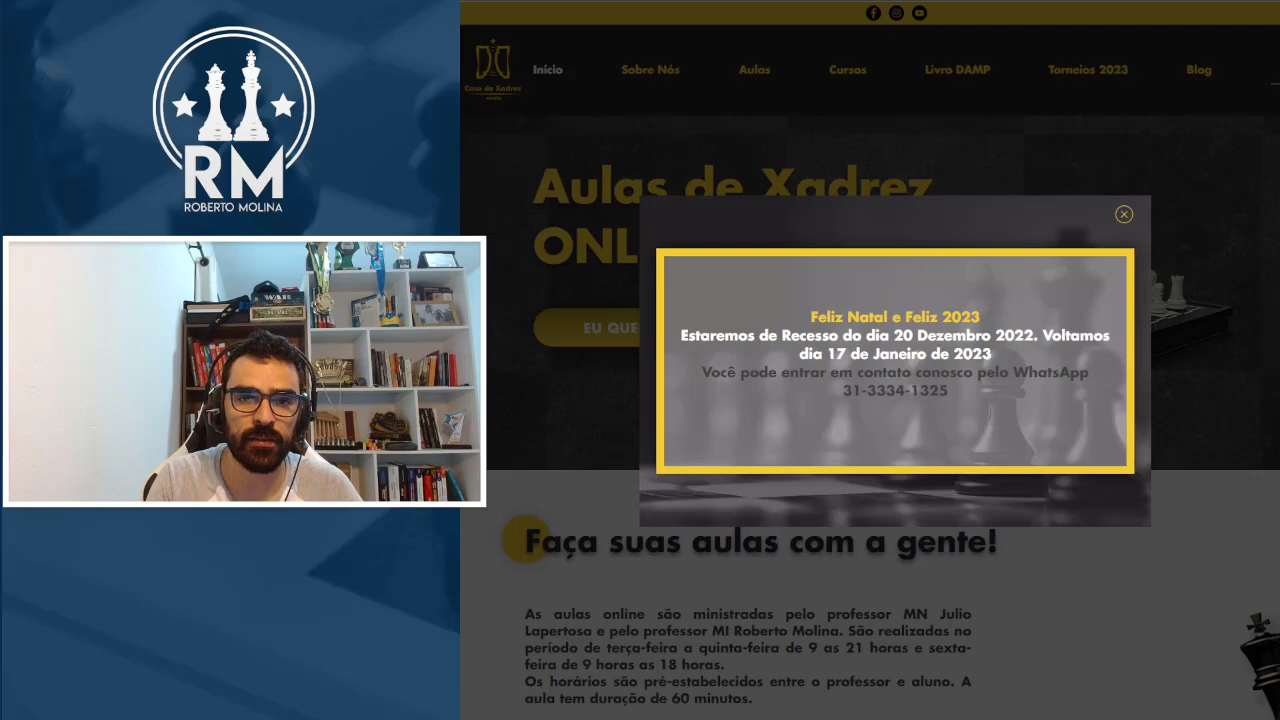 RM
ROBERTO MOLINA
Casa de Xadrez
Início
Sobre Nós
Aulas
Cursos
Livro DAMP
Torneios 2023
Blog
Aulas de Xadrez
ONL
EU QUE
Feliz Natal e Feliz 2023
Estaremos de Recesso do dia 20 Dezembro 2022. Voltamos
dia 17 de Janeiro de 2023
Você pode entrar em contato conosco pelo WhatsApp
31-3334-1325
Faça suas aulas com a gente!
As aulas online são ministradas pelo professor MN Julio
Lapertosa e pelo professor MI Roberto Molina. São realizadas no
período de terça-feira a quinta-feira de 9 as 21 horas e sexta-
feira de 9 horas as 18 horas.
Os horários são pré-estabelecidos entre o professor e aluno. A
aula tem duração de 60 minutos.